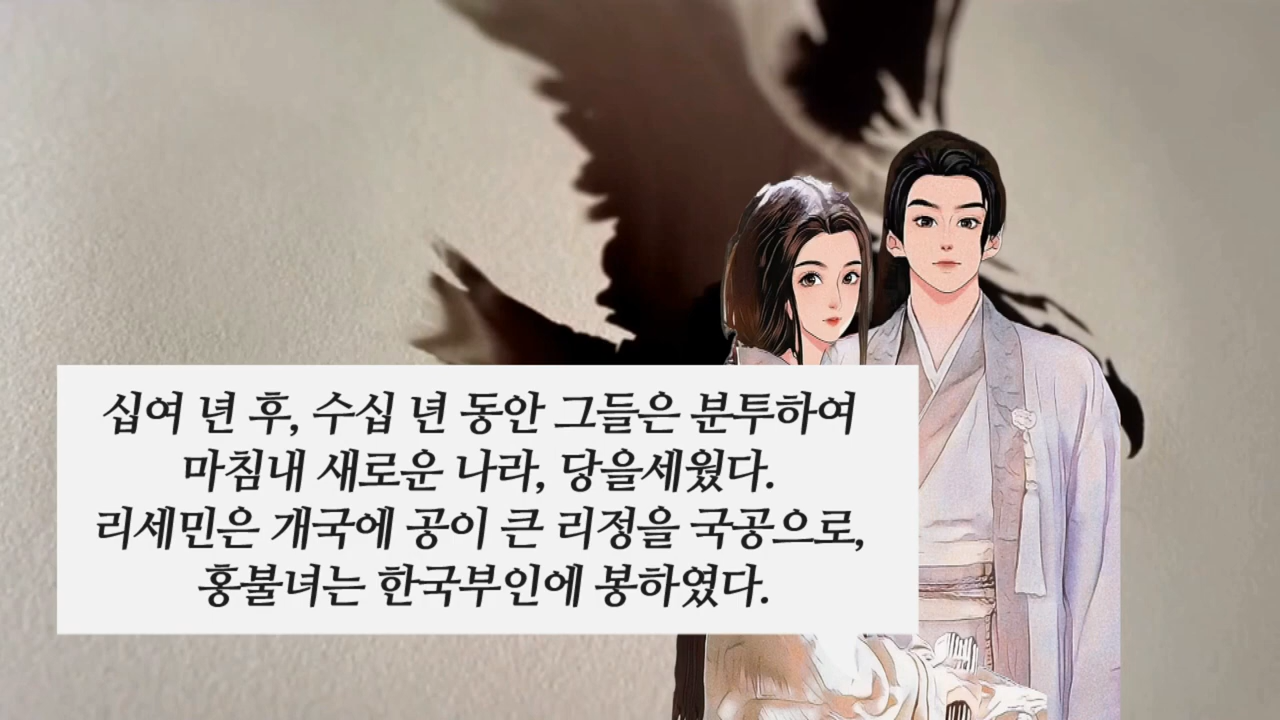 십여 년 후, 수십 년 동안 그들은 분투하여
마침내 새로운 나라, 당을세웠다.
리세민은 개국에 공이 큰 리정을 국공으로,
홍불녀는 한국부인에 봉하였다.